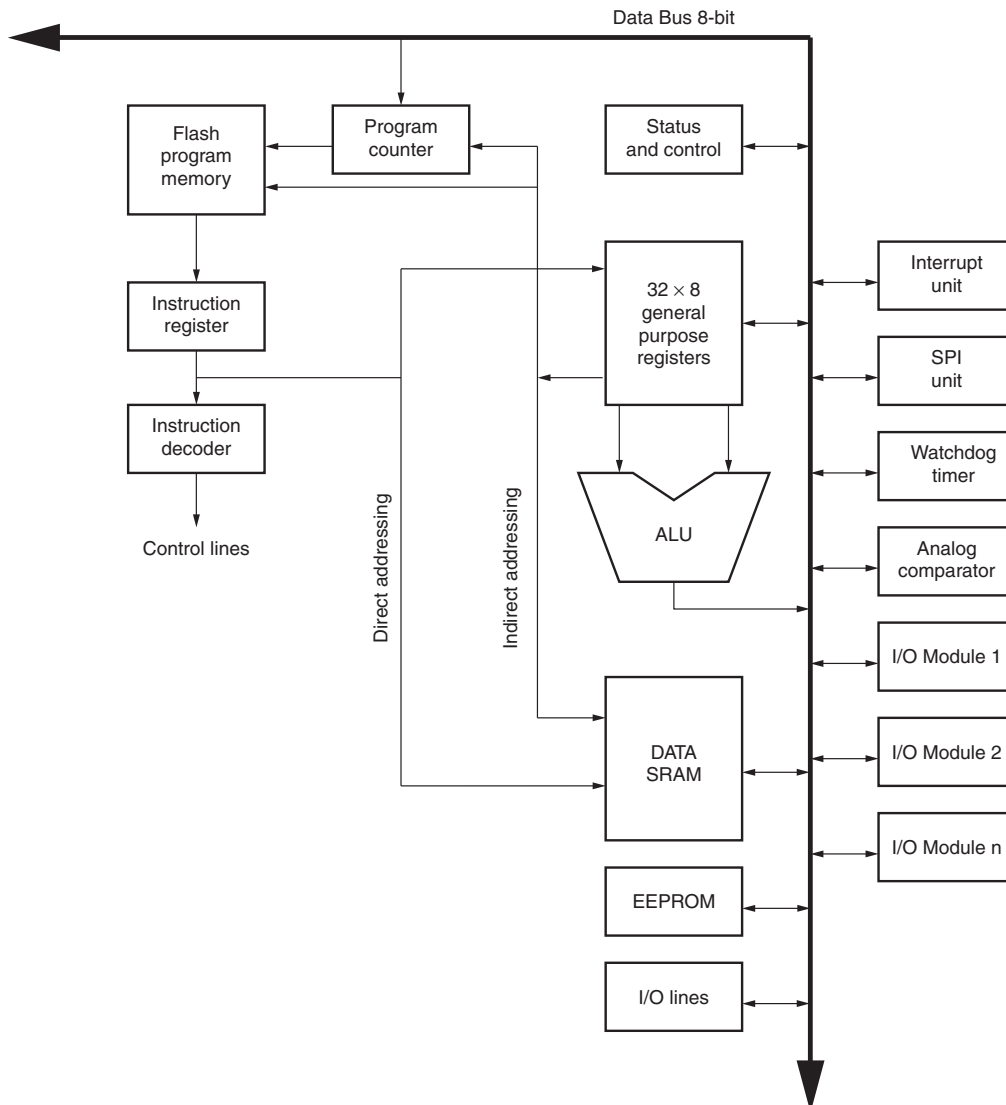 Data Bus 8-bit
Flash
program
memory
Program
counter
Status
and control
32 × 8
general
purpose
registers
Interrupt
unit
Instruction
register
SPI
unit
Instruction
decoder
Watchdog
timer
Control lines
Direct addressing
Indirect addressing
ALU
Analog
comparator
I/O Module 1
DATA
SRAM
I/O Module 2
I/O Module n
EEPROM
I/O lines